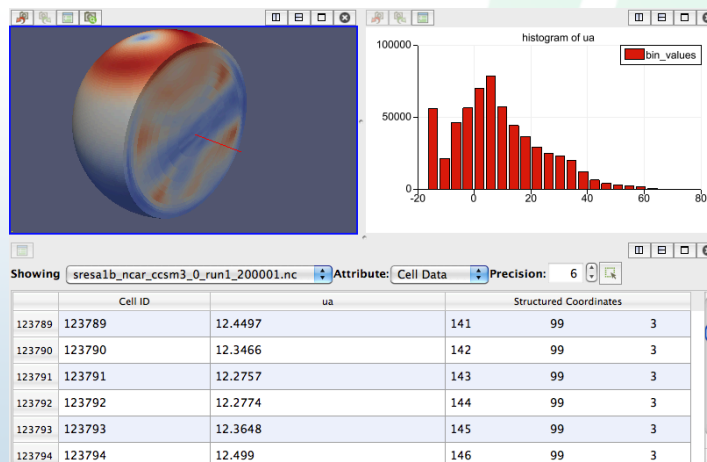 histogram of ua
100000
bin_values
50000
0
-20 0 20 40 60 80
Showing sresa1b_ncar_ccsm3_0_run1_200001.nc Attribute: Cell Data Precision: 6
Cell ID ua Structured Coordinates
123789 123789 12.4497 141 99 3
123790 123790 12.3466 142 99 3
123791 123791 12.2757 143 99 3
123792 123792 12.2774 144 99 3
123793 123793 12.3648 145 99 3
123794 123794 12.499 146 99 3